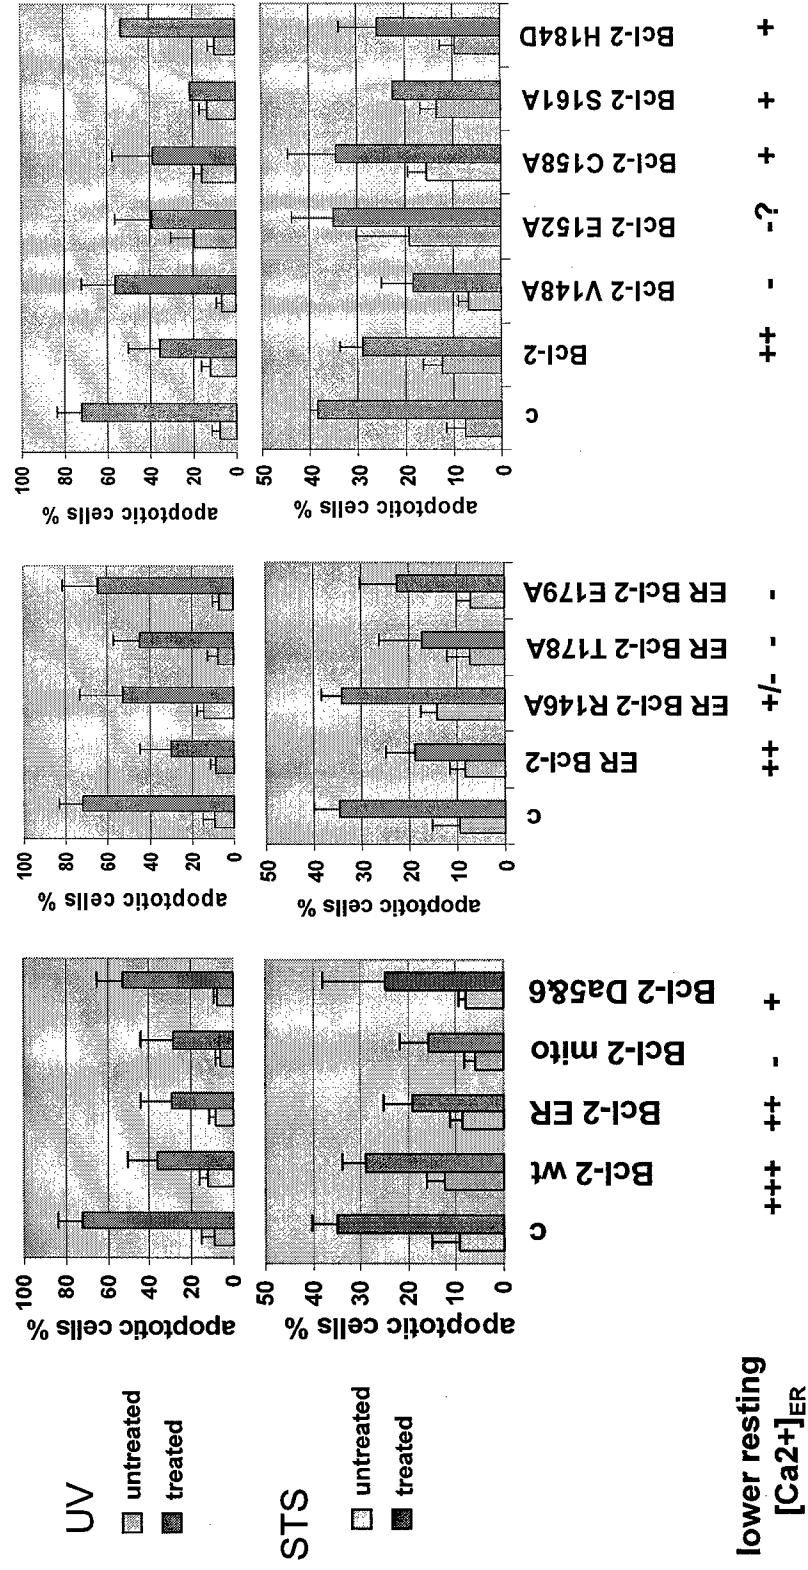 UV
untreated
treated
apoptotic cells %
100
80
60
40
20
0
apoptotic cells %
100
80
60
40
20
0
apoptotic cells %
100
80
60
40
20
0
STS
untreated
treated
apoptotic cells %
50
40
30
20
10
0
c
Bcl-2 wt
Bcl-2 ER
Bcl-2 mito
Bcl-2 Da5&6
apoptotic cells %
50
40
30
20
10
0
c
ER Bcl-2
ER Bcl-2 R146A
ER Bcl-2 T178A
ER Bcl-2 E179A
apoptotic cells %
50
40
30
20
10
0
c
Bcl-2
Bcl-2 V148A
Bcl-2 E152A
Bcl-2 C158A
Bcl-2 S161A
Bcl-2 H184D
lower resting
[Ca2+]ER
+++ ++ - + ++ +/- - - ++ - -? + + +